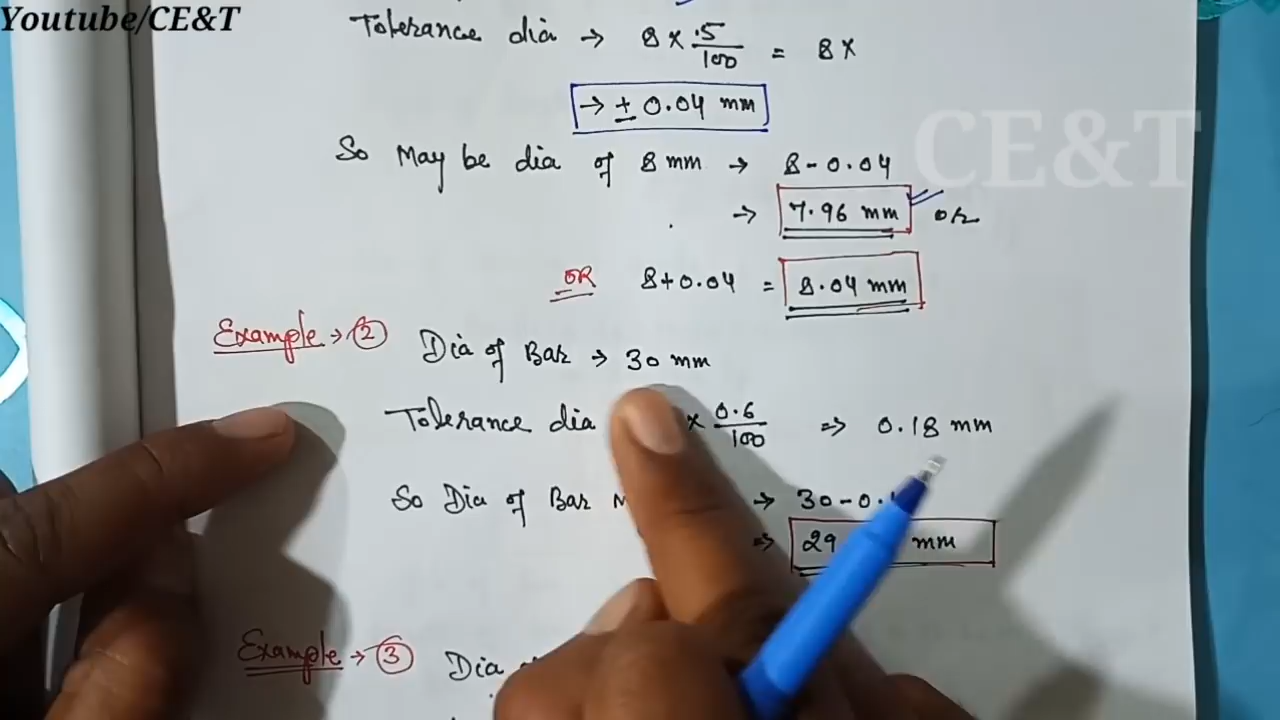 Youtube/CE&T
Tolerance dia → 8 × .5/100 = 8 ×
→ ± 0.04 mm
CE&T
So May be dia of 8 mm → 8 - 0.04
→ 7.96 mm or
OR 8+0.04 = 8.04 mm
Example → 2 Dia of Bar → 30 mm
Tolerance dia × 0.6/100 ⇒ 0.18 mm
So Dia of Bar → 30 - 0.
⇒ 29 mm
Example → 3 Dia